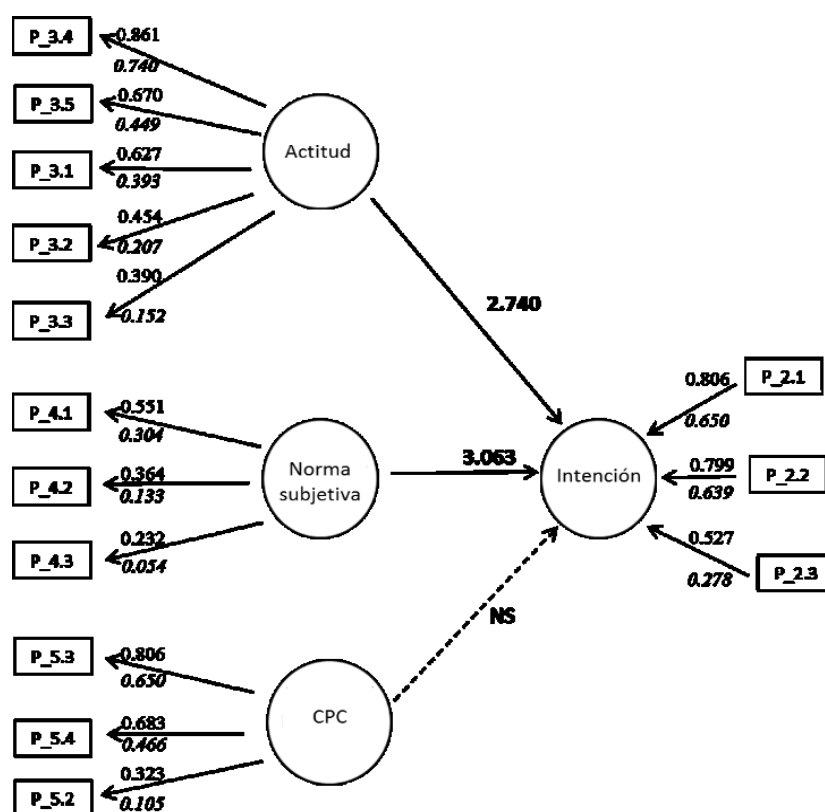 P_3.4
0.861
0.740
P_3.5
0.670
0.449
Actitud
P_3.1
0.627
0.393
P_3.2
0.454
0.207
0.390
P_3.3
0.152
2.740
P_4.1
0.551
0.304
P_4.2
0.364
0.133
Norma
subjetiva
P_4.3
0.232
0.054
3.063
Intención
0.806
P_2.1
0.650
0.799
P_2.2
0.639
0.527
0.278
P_2.3
NS
P_5.3
0.806
0.650
P_5.4
0.683
0.466
CPC
P_5.2
0.323
0.105